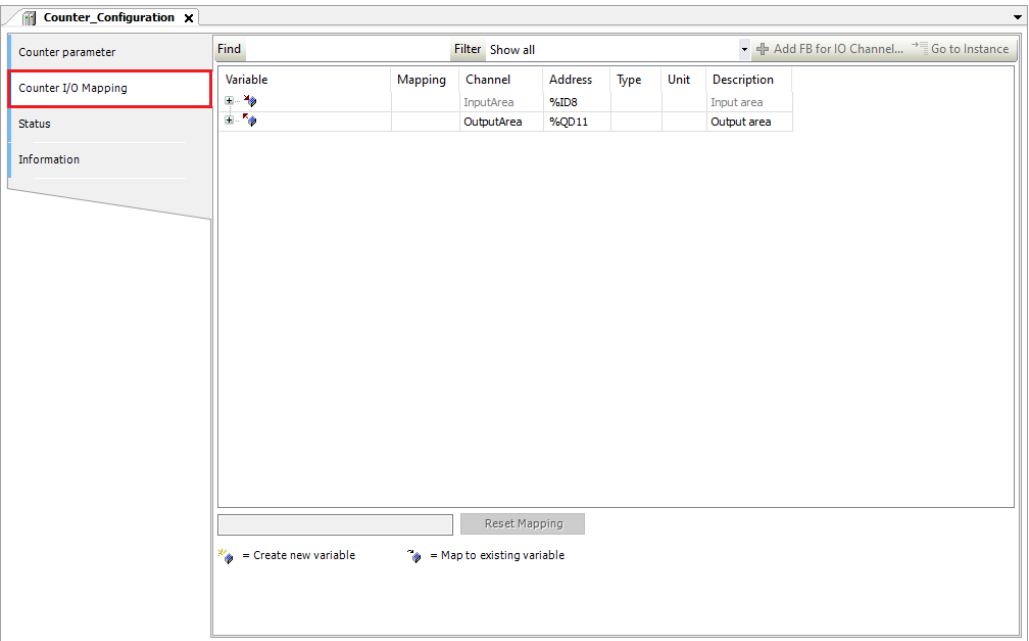 Counter_Configuration x
Counter parameter
Counter I/O Mapping
Status
Information
Find Filter Show all Add FB for IO Channel... Go to Instance
Variable Mapping Channel Address Type Unit Description
InputArea %ID8 Input area
OutputArea %QD11 Output area
Reset Mapping
= Create new variable = Map to existing variable